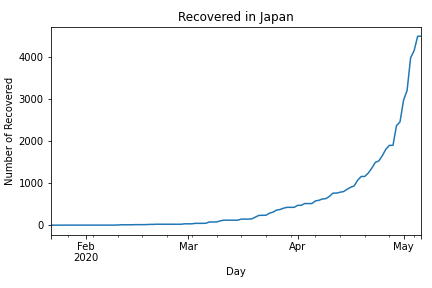 Recovered in Japan
Number of Recovered
4000
3000
2000
1000
0
Feb
2020
Mar
Apr
May
Day